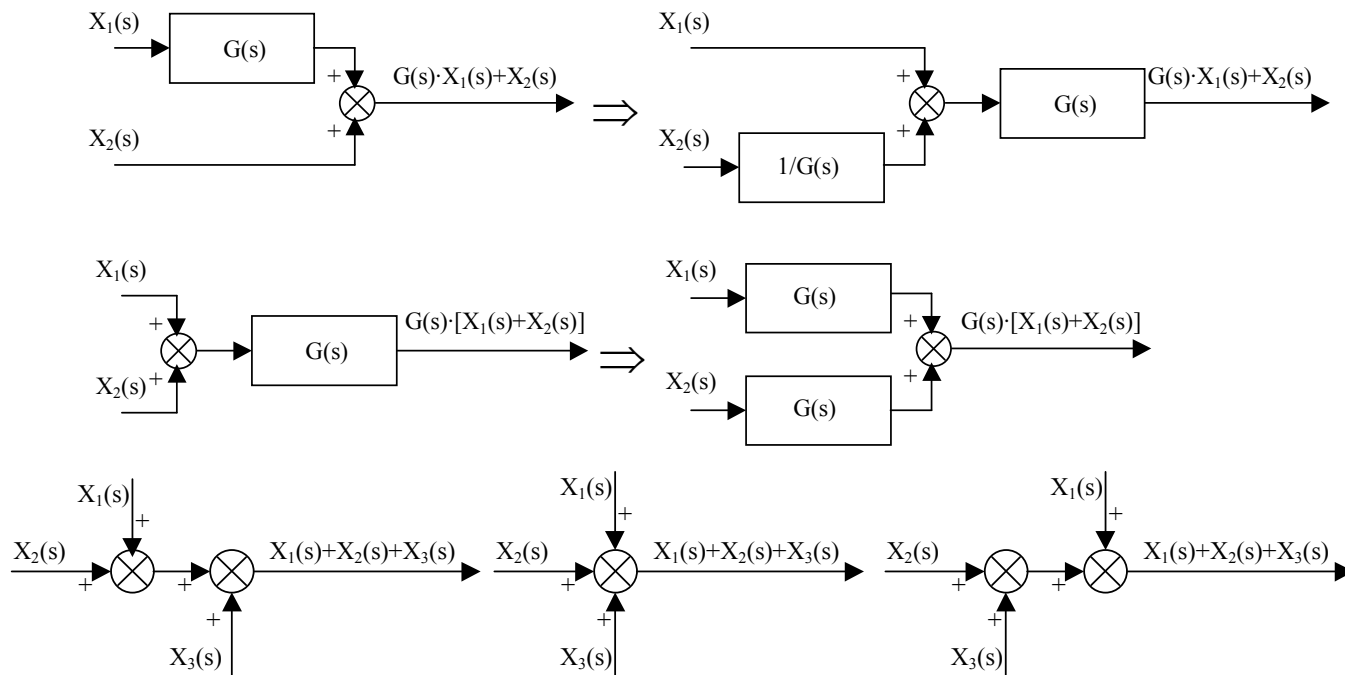 X₁(s)
G(s)
+
G(s)·X₁(s)+X₂(s)
+
X₂(s)
⇒
X₁(s)
+
G(s)
G(s)·X₁(s)+X₂(s)
+
X₂(s)
1/G(s)
X₁(s)
+
G(s)
G(s)·[X₁(s)+X₂(s)]
+
X₂(s)
⇒
X₁(s)
G(s)
+
G(s)·[X₁(s)+X₂(s)]
+
X₂(s)
G(s)
X₁(s)
+
X₂(s)
+
+
X₁(s)+X₂(s)+X₃(s)
+
X₃(s)
X₁(s)
+
X₂(s)
+
X₁(s)+X₂(s)+X₃(s)
+
X₃(s)
X₁(s)
+
X₂(s)
+
+
X₁(s)+X₂(s)+X₃(s)
+
X₃(s)